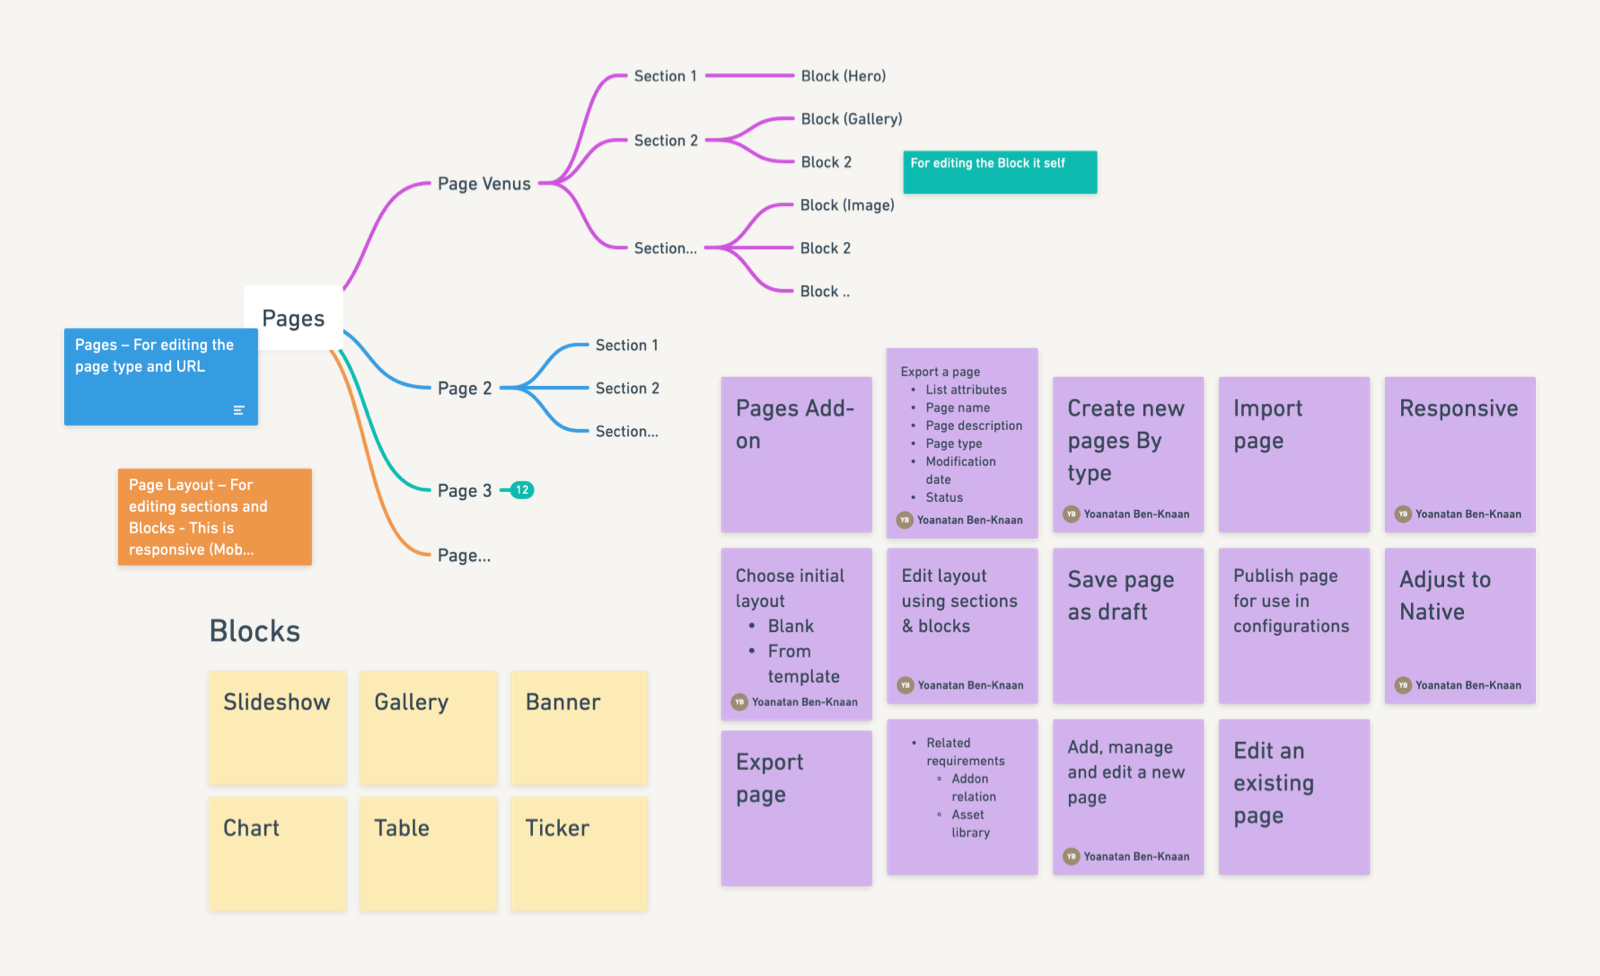 Section 1
Block (Hero)
Block (Gallery)
Section 2
Block 2
For editing the Block it self
Page Venus
Block (Image)
Section...
Block 2
Block ..
Pages
Pages – For editing the
page type and URL
Section 1
Page 2
Section 2
Section...
Page 3
12
Page Layout – For
editing sections and
Blocks - This is
responsive (Mob...
Page...
Blocks
Slideshow
Gallery
Banner
Chart
Table
Ticker
Pages Add-
on
Export a page
• List attributes
• Page name
• Page description
• Page type
• Modification
date
• Status
YB Yoanatan Ben-Knaan
Create new
pages By
type
YB Yoanatan Ben-Knaan
Import
page
Responsive
YB Yoanatan Ben-Knaan
Choose initial
layout
• Blank
• From
template
YB Yoanatan Ben-Knaan
Edit layout
using sections
& blocks
YB Yoanatan Ben-Knaan
Save page
as draft
Publish page
for use in
configurations
Adjust to
Native
YB Yoanatan Ben-Knaan
Export
page
• Related
requirements
◦ Addon
relation
◦ Asset
library
Add, manage
and edit a new
page
YB Yoanatan Ben-Knaan
Edit an
existing
page